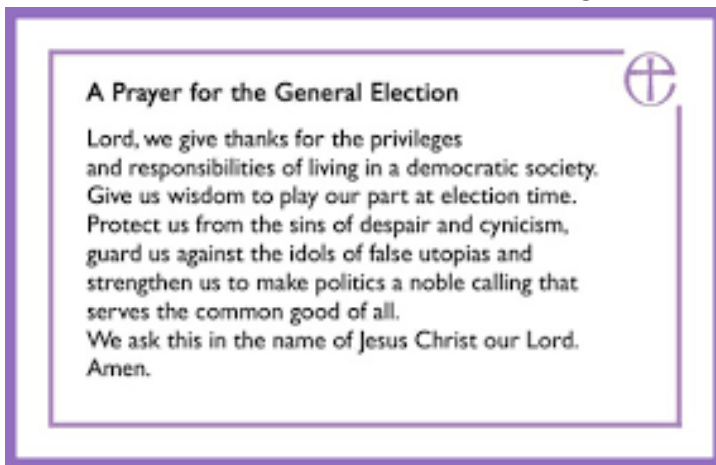 A Prayer for the General Election
Lord, we give thanks for the privileges
and responsibilities of living in a democratic society.
Give us wisdom to play our part at election time.
Protect us from the sins of despair and cynicism,
guard us against the idols of false utopias and
strengthen us to make politics a noble calling that
serves the common good of all.
We ask this in the name of Jesus Christ our Lord.
Amen.